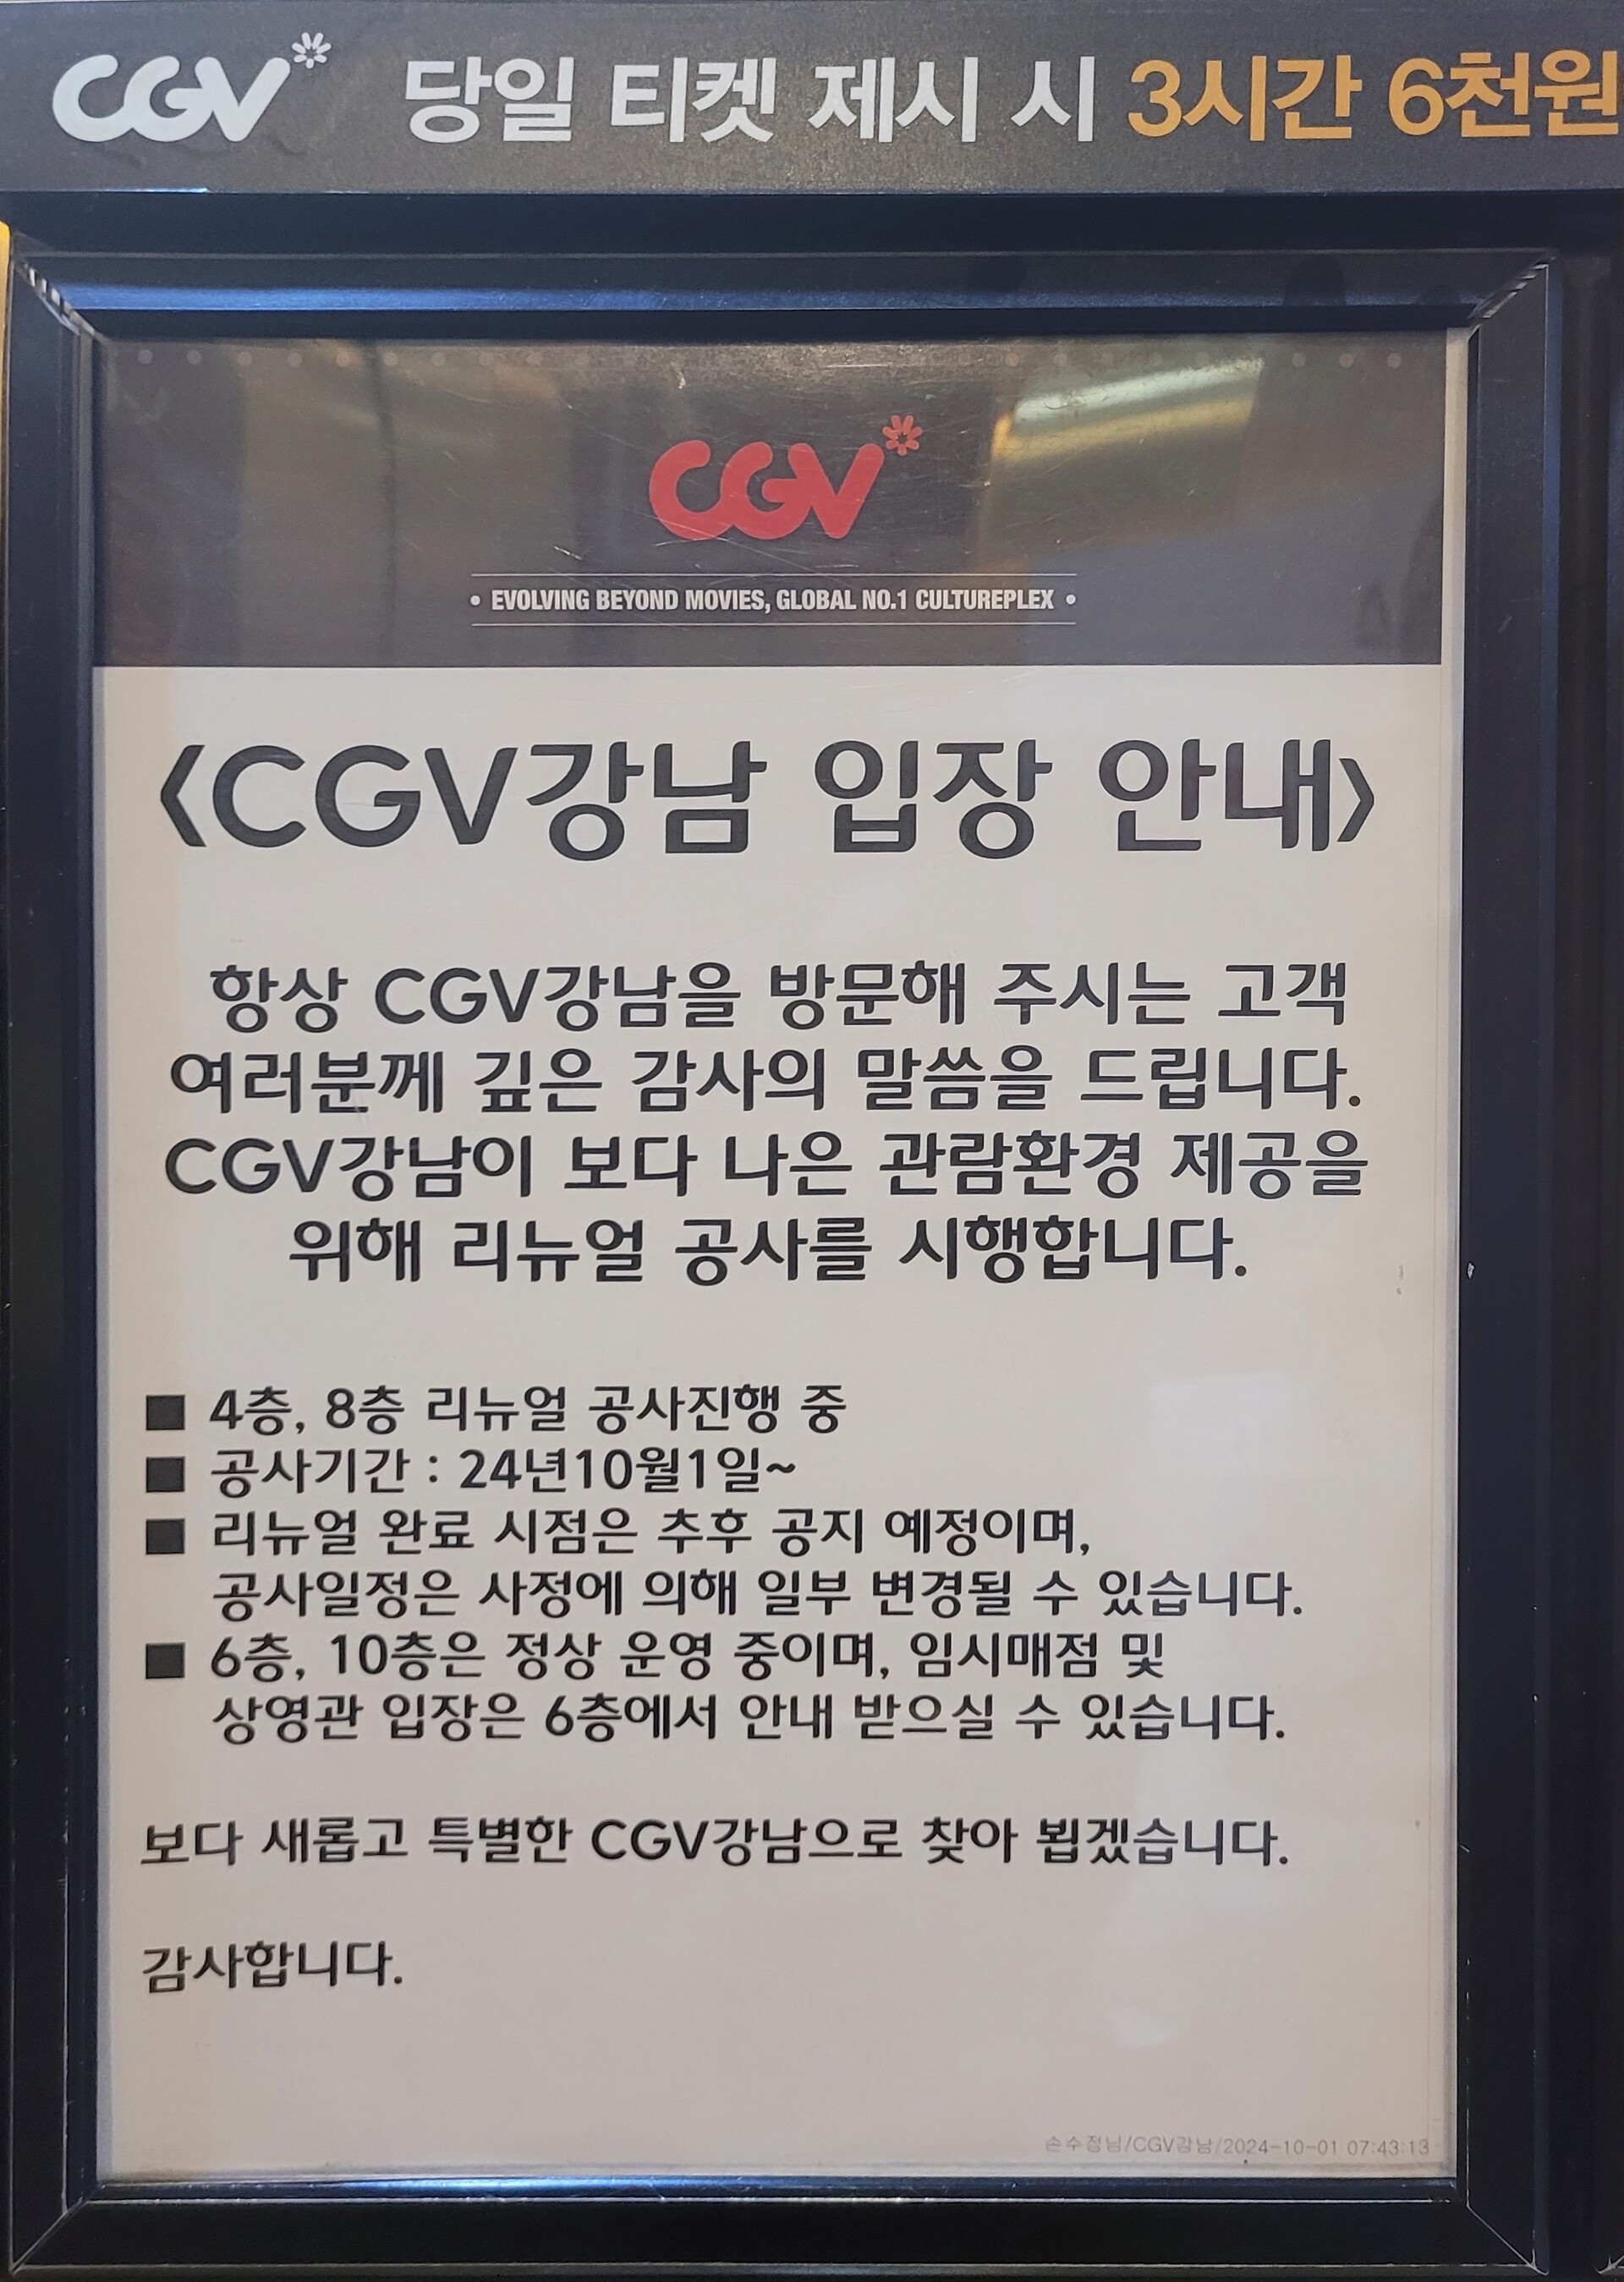 CGV 당일 티켓 제시 시 3시간 6천원
CGV
• EVOLVING BEYOND MOVIES, GLOBAL NO.1 CULTUREPLEX •
<CGV강남 입장 안내>
항상 CGV강남을 방문해 주시는 고객
여러분께 깊은 감사의 말씀을 드립니다.
CGV강남이 보다 나은 관람환경 제공을
위해 리뉴얼 공사를 시행합니다.
■ 4층, 8층 리뉴얼 공사진행 중
■ 공사기간 : 24년10월1일~
■ 리뉴얼 완료 시점은 추후 공지 예정이며,
공사일정은 사정에 의해 일부 변경될 수 있습니다.
■ 6층, 10층은 정상 운영 중이며, 임시매점 및
상영관 입장은 6층에서 안내 받으실 수 있습니다.
보다 새롭고 특별한 CGV강남으로 찾아 뵙겠습니다.
감사합니다.
손수정님/CGV강남/2024-10-01 07:43:13